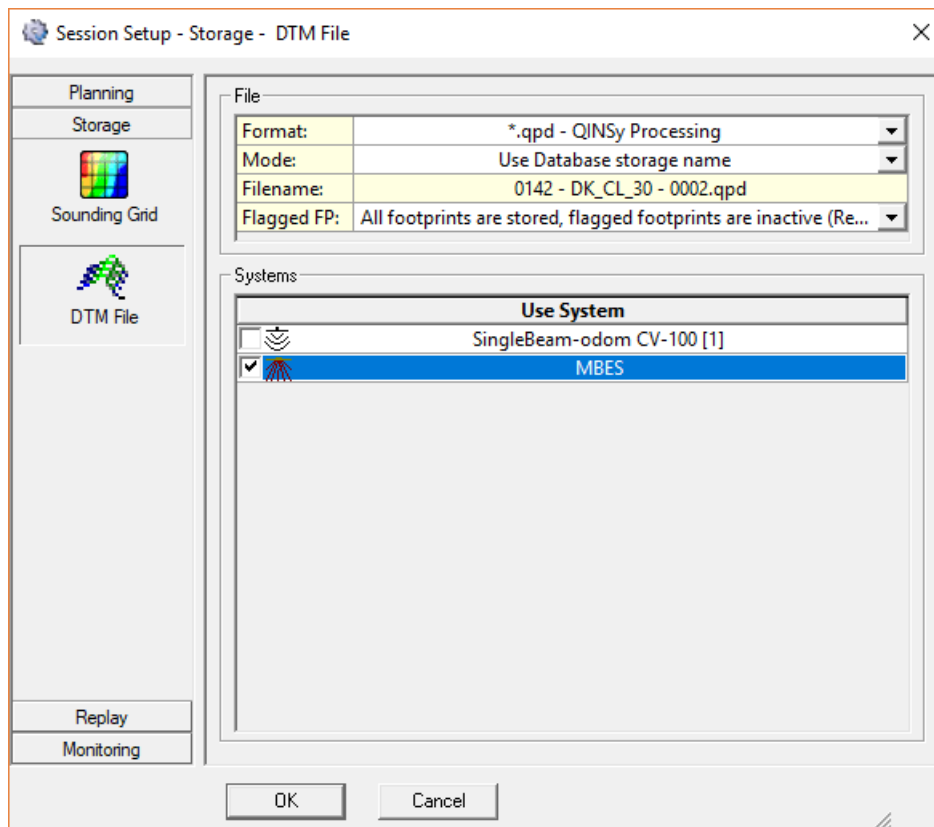 Session Setup - Storage -  DTM File
Planning
Storage
Sounding Grid
DTM File
Replay
Monitoring
File
Format: *.qpd - QINSy Processing
Mode: Use Database storage name
Filename: 0142 - DK_CL_30 - 0002.qpd
Flagged FP: All footprints are stored, flagged footprints are inactive (Re...
Systems
Use System
SingleBeam-odom CV-100 [1]
MBES
OK Cancel